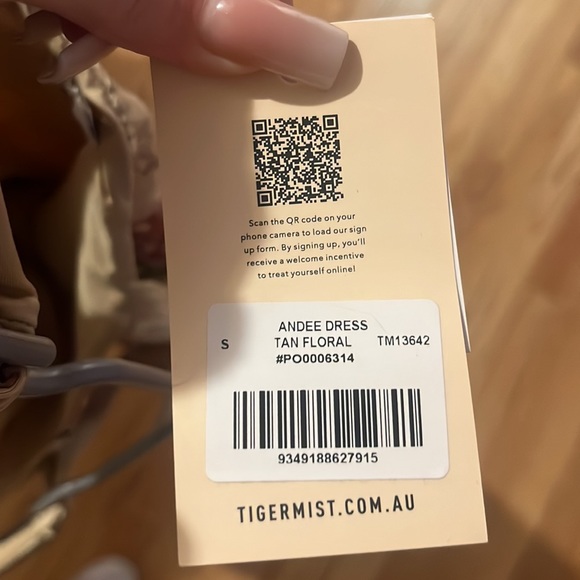 Scan the QR code on your
phone camera to load our sign
up form. By signing up, you'll
receive a welcome incentive
to treat yourself online!
ANDEE DRESS
S TAN FLORAL TM13642
#PO0006314
9349188627915
TIGERMIST.COM.AU